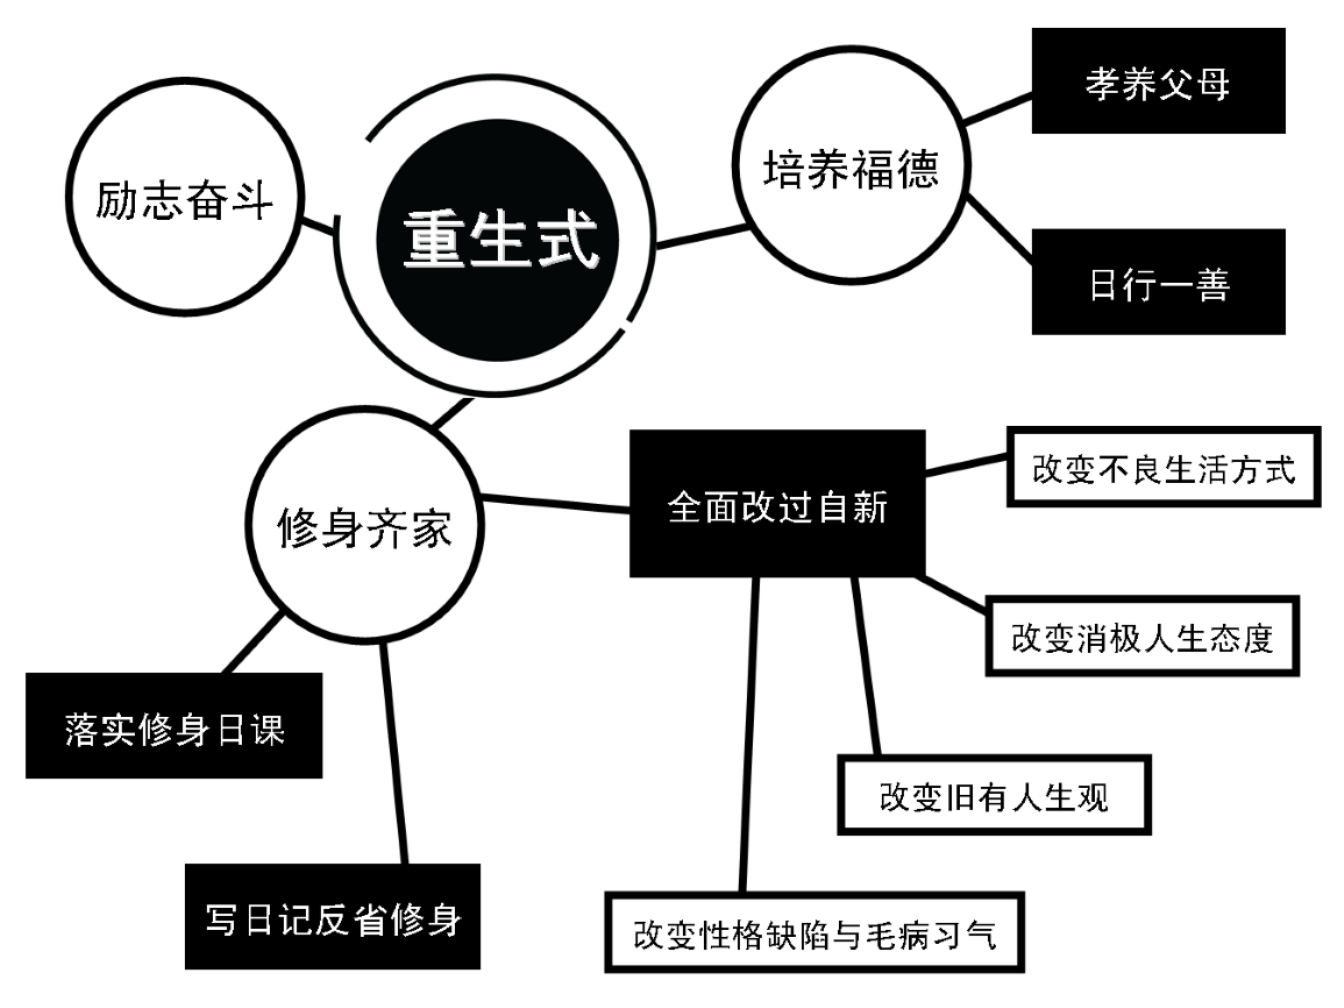 励志奋斗
重生式
培养福德
孝养父母
日行一善
修身齐家
全面改过自新
改变不良生活方式
改变消极人生态度
改变旧有人生观
改变性格缺陷与毛病习气
落实修身日课
写日记反省修身